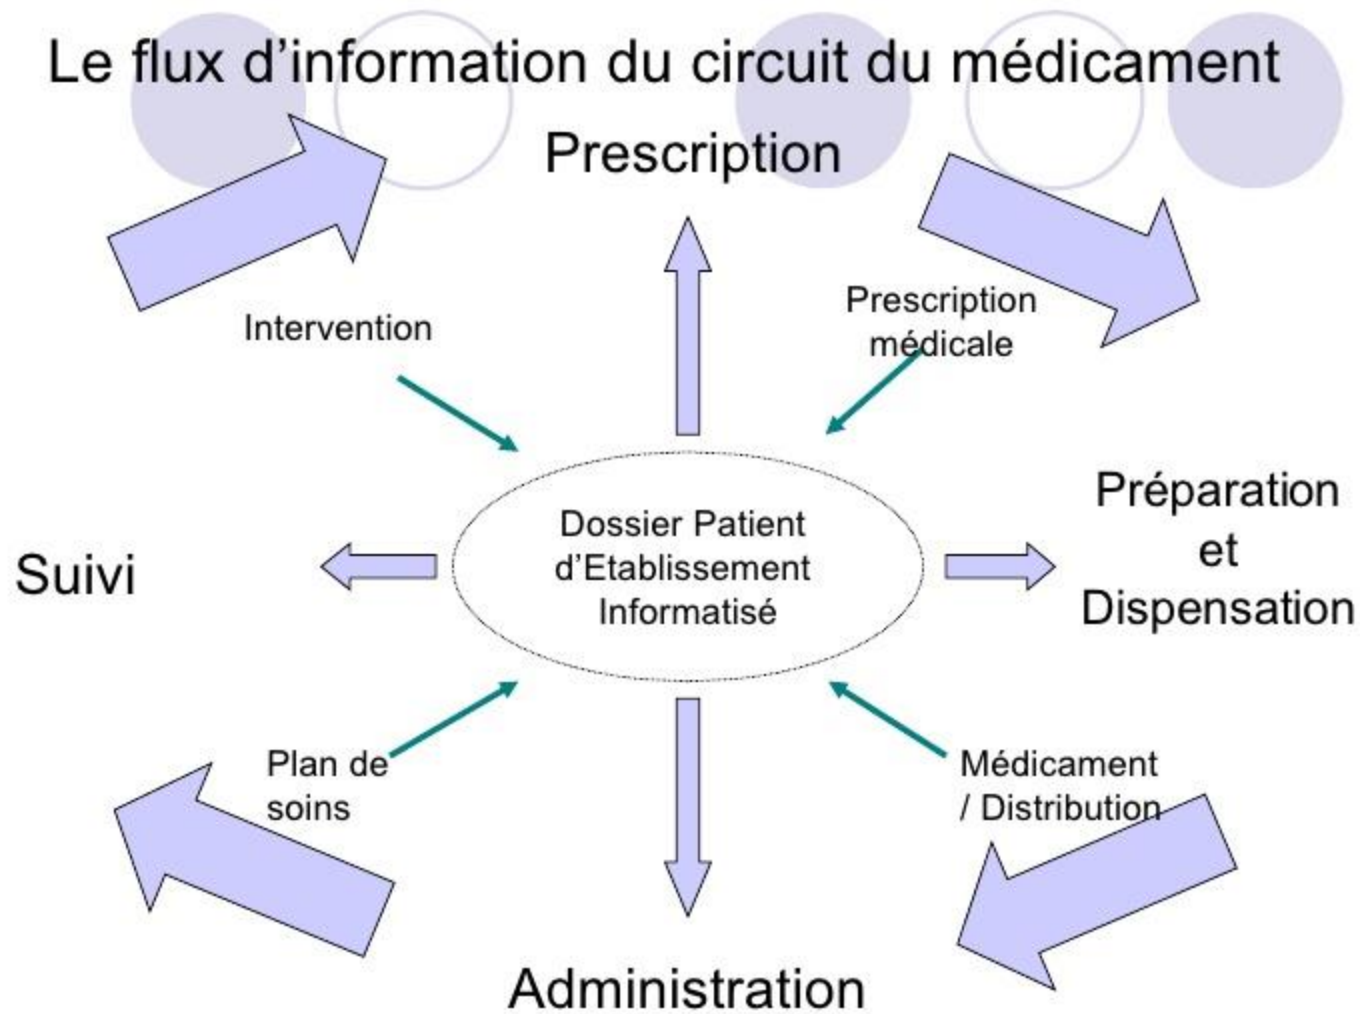 Le flux d'information du circuit du médicament
Prescription
Intervention
Prescription
médicale
Dossier Patient
d'Etablissement
Informatisé
Suivi
Préparation
et
Dispensation
Plan de
soins
Médicament
/ Distribution
Administration